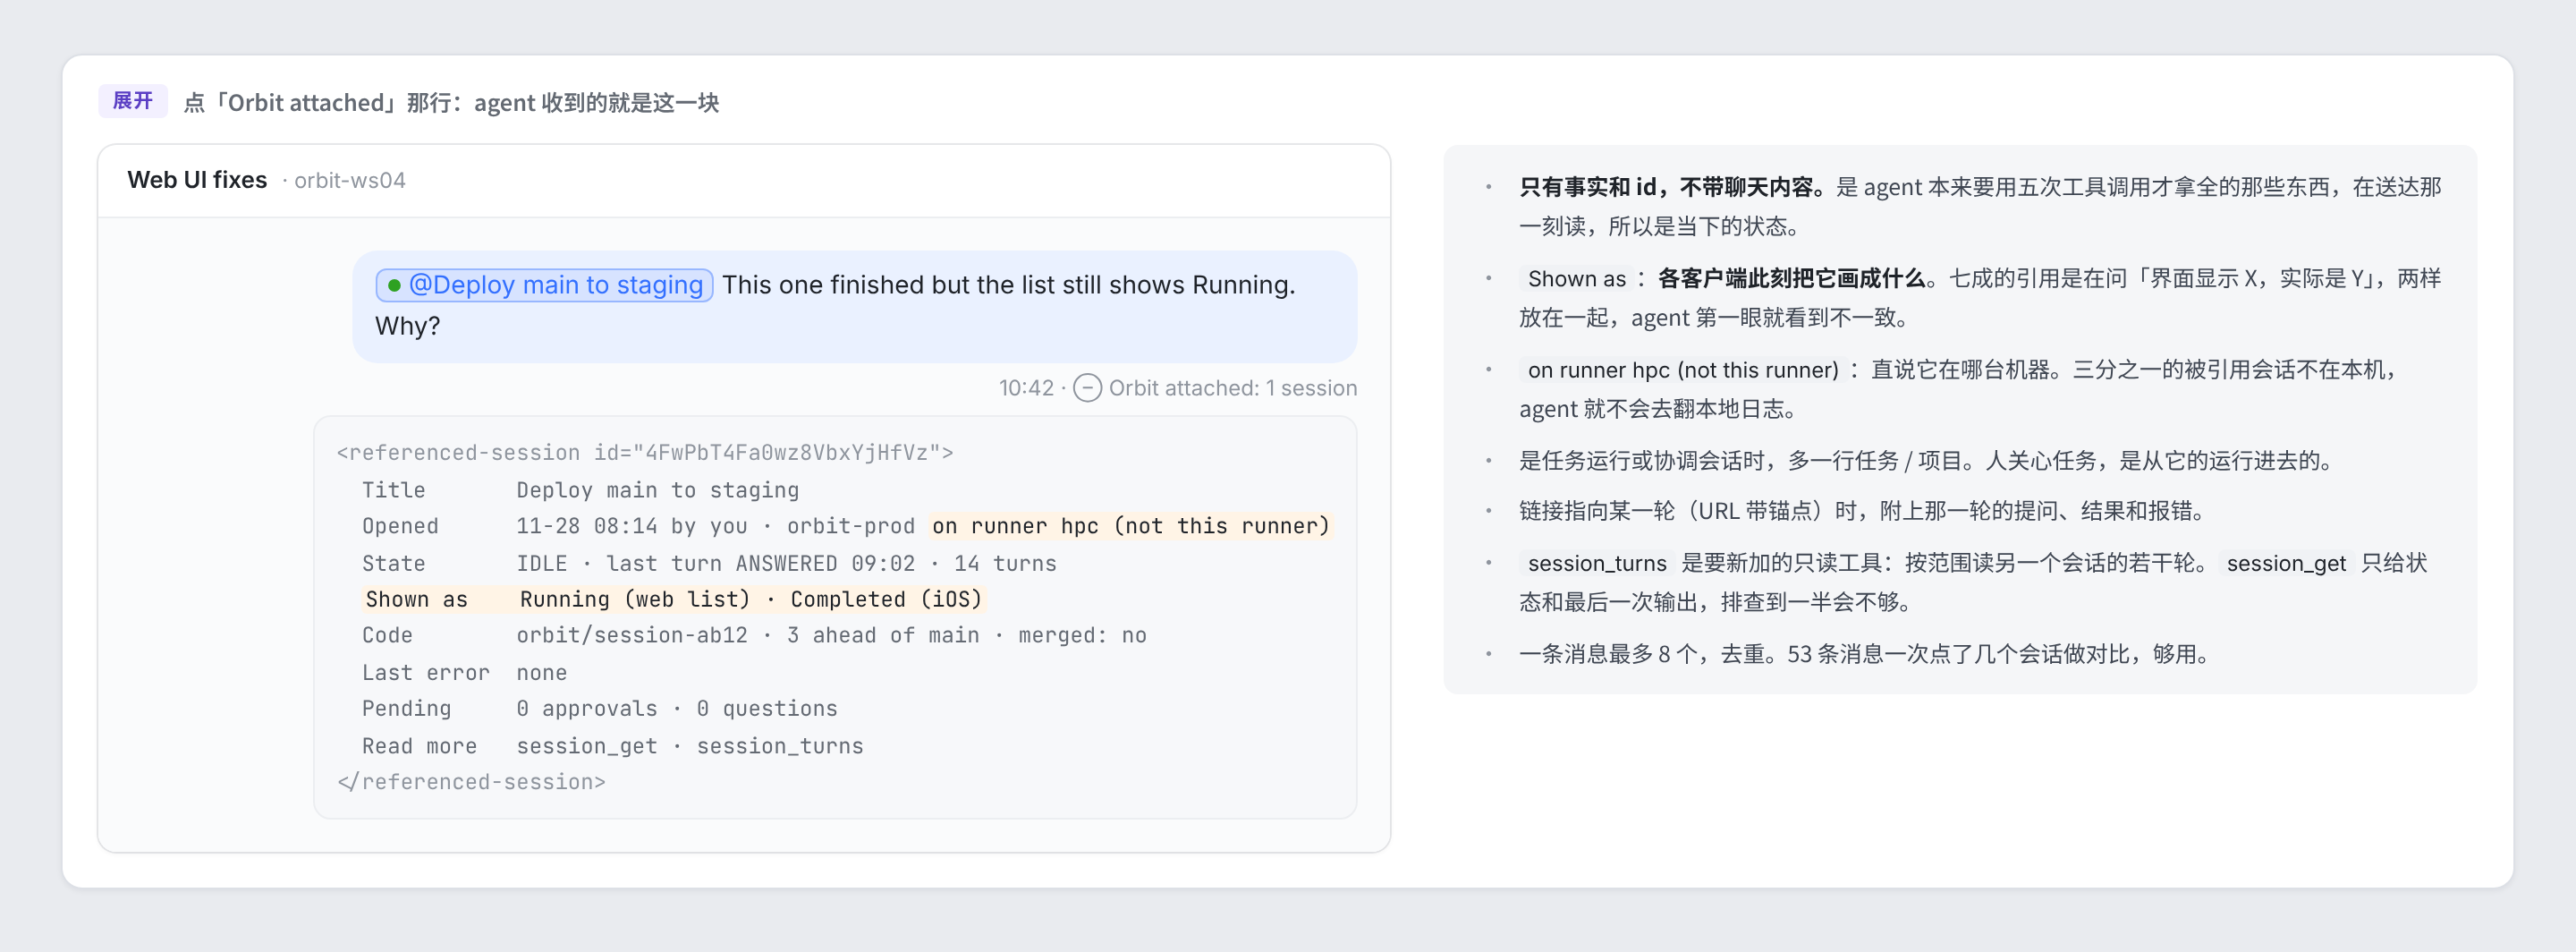 展开 点「Orbit attached」那行：agent 收到的就是这一块
Web UI fixes · orbit-ws04
@Deploy main to staging This one finished but the list still shows Running.
Why?
10:42 · Orbit attached: 1 session
<referenced-session id="4FwPbT4Fa0wz8VbxYjHfVz">
Title Deploy main to staging
Opened 11-28 08:14 by you · orbit-prod on runner hpc (not this runner)
State IDLE · last turn ANSWERED 09:02 · 14 turns
Shown as Running (web list) · Completed (iOS)
Code orbit/session-ab12 · 3 ahead of main · merged: no
Last error none
Pending 0 approvals · 0 questions
Read more session_get · session_turns
</referenced-session>
· 只有事实和 id，不带聊天内容。是 agent 本来要用五次工具调用才拿全的那些东西，在送达那
一刻读，所以是当下的状态。
· Shown as ：各客户端此刻把它画成什么。七成的引用是在问「界面显示 X，实际是 Y」，两样
放在一起，agent 第一眼就看到不一致。
· on runner hpc (not this runner) ：直说它在哪台机器。三分之一的被引用会话不在本机，
agent 就不会去翻本地日志。
· 是任务运行或协调会话时，多一行任务 / 项目。人关心任务，是从它的运行进去的。
· 链接指向某一轮（URL 带锚点）时，附上那一轮的提问、结果和报错。
· session_turns 是要新加的只读工具：按范围读另一个会话的若干轮。 session_get 只给状
态和最后一次输出，排查到一半会不够。
· 一条消息最多 8 个，去重。53 条消息一次点了几个会话做对比，够用。